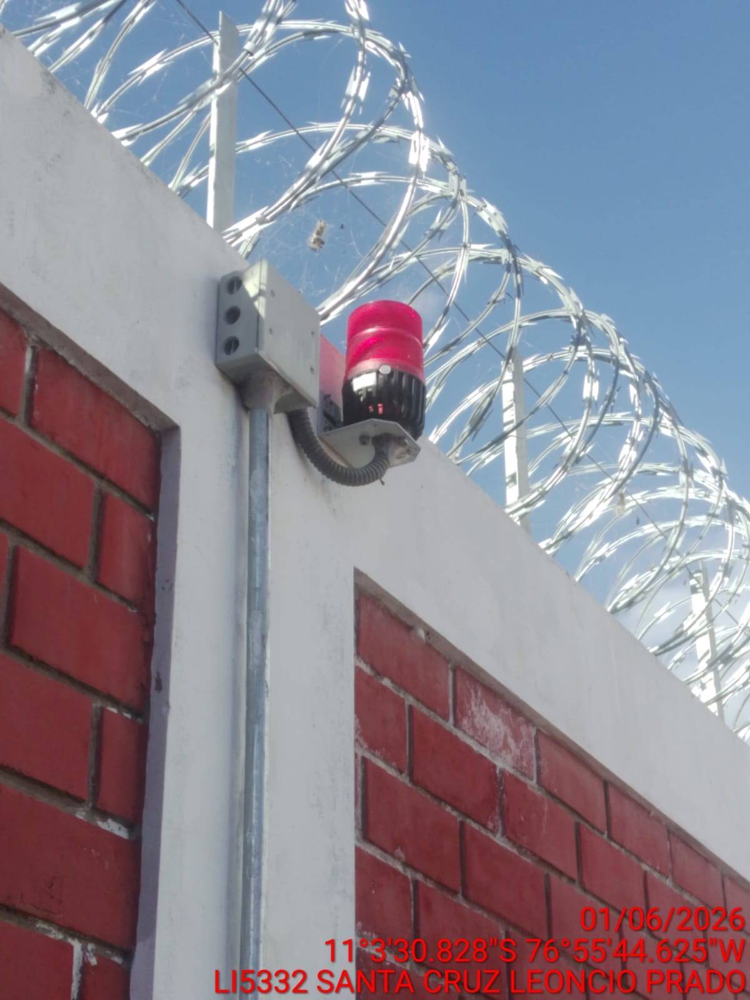 01/06/2026
11°3'30.828"S 76°55'44.625"W
LI5332 SANTA CRUZ LEONCIO PRADO